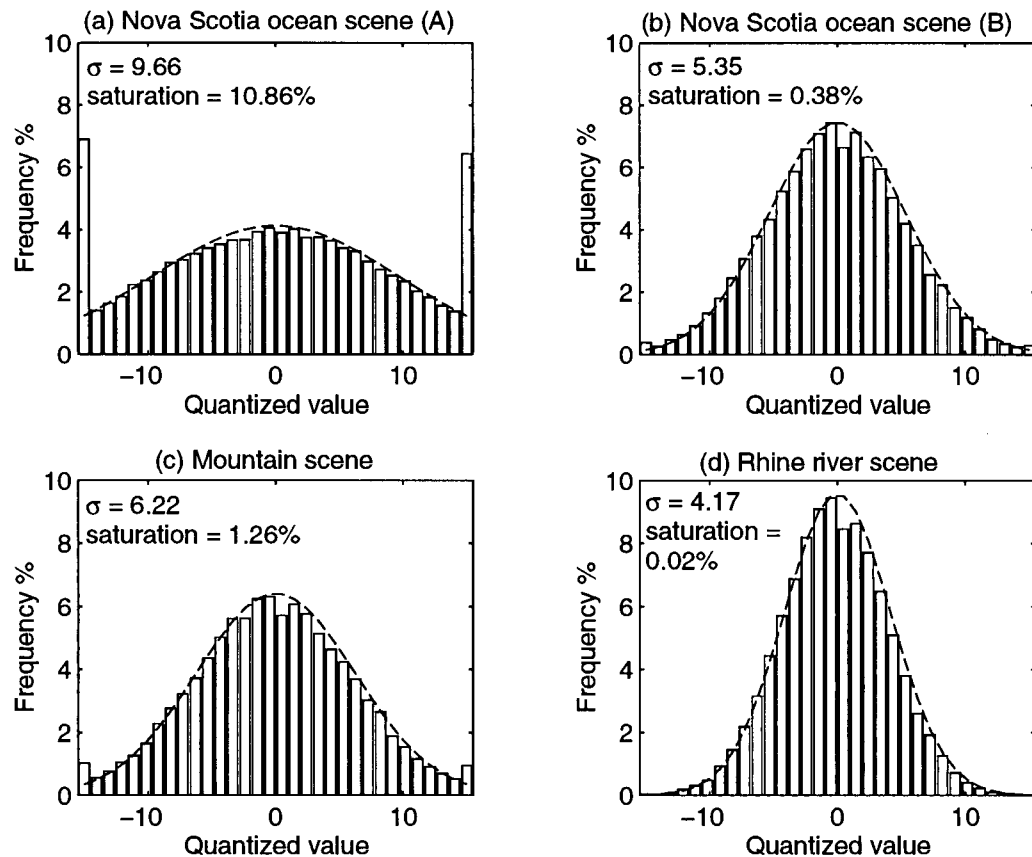 (a) Nova Scotia ocean scene (A)
σ = 9.66
saturation = 10.86%
Frequency %
10
8
6
4
2
0
−10 0 10
Quantized value
(b) Nova Scotia ocean scene (B)
σ = 5.35
saturation = 0.38%
Frequency %
10
8
6
4
2
0
−10 0 10
Quantized value
(c) Mountain scene
σ = 6.22
saturation = 1.26%
Frequency %
10
8
6
4
2
0
−10 0 10
Quantized value
(d) Rhine river scene
σ = 4.17
saturation =
0.02%
Frequency %
10
8
6
4
2
0
−10 0 10
Quantized value